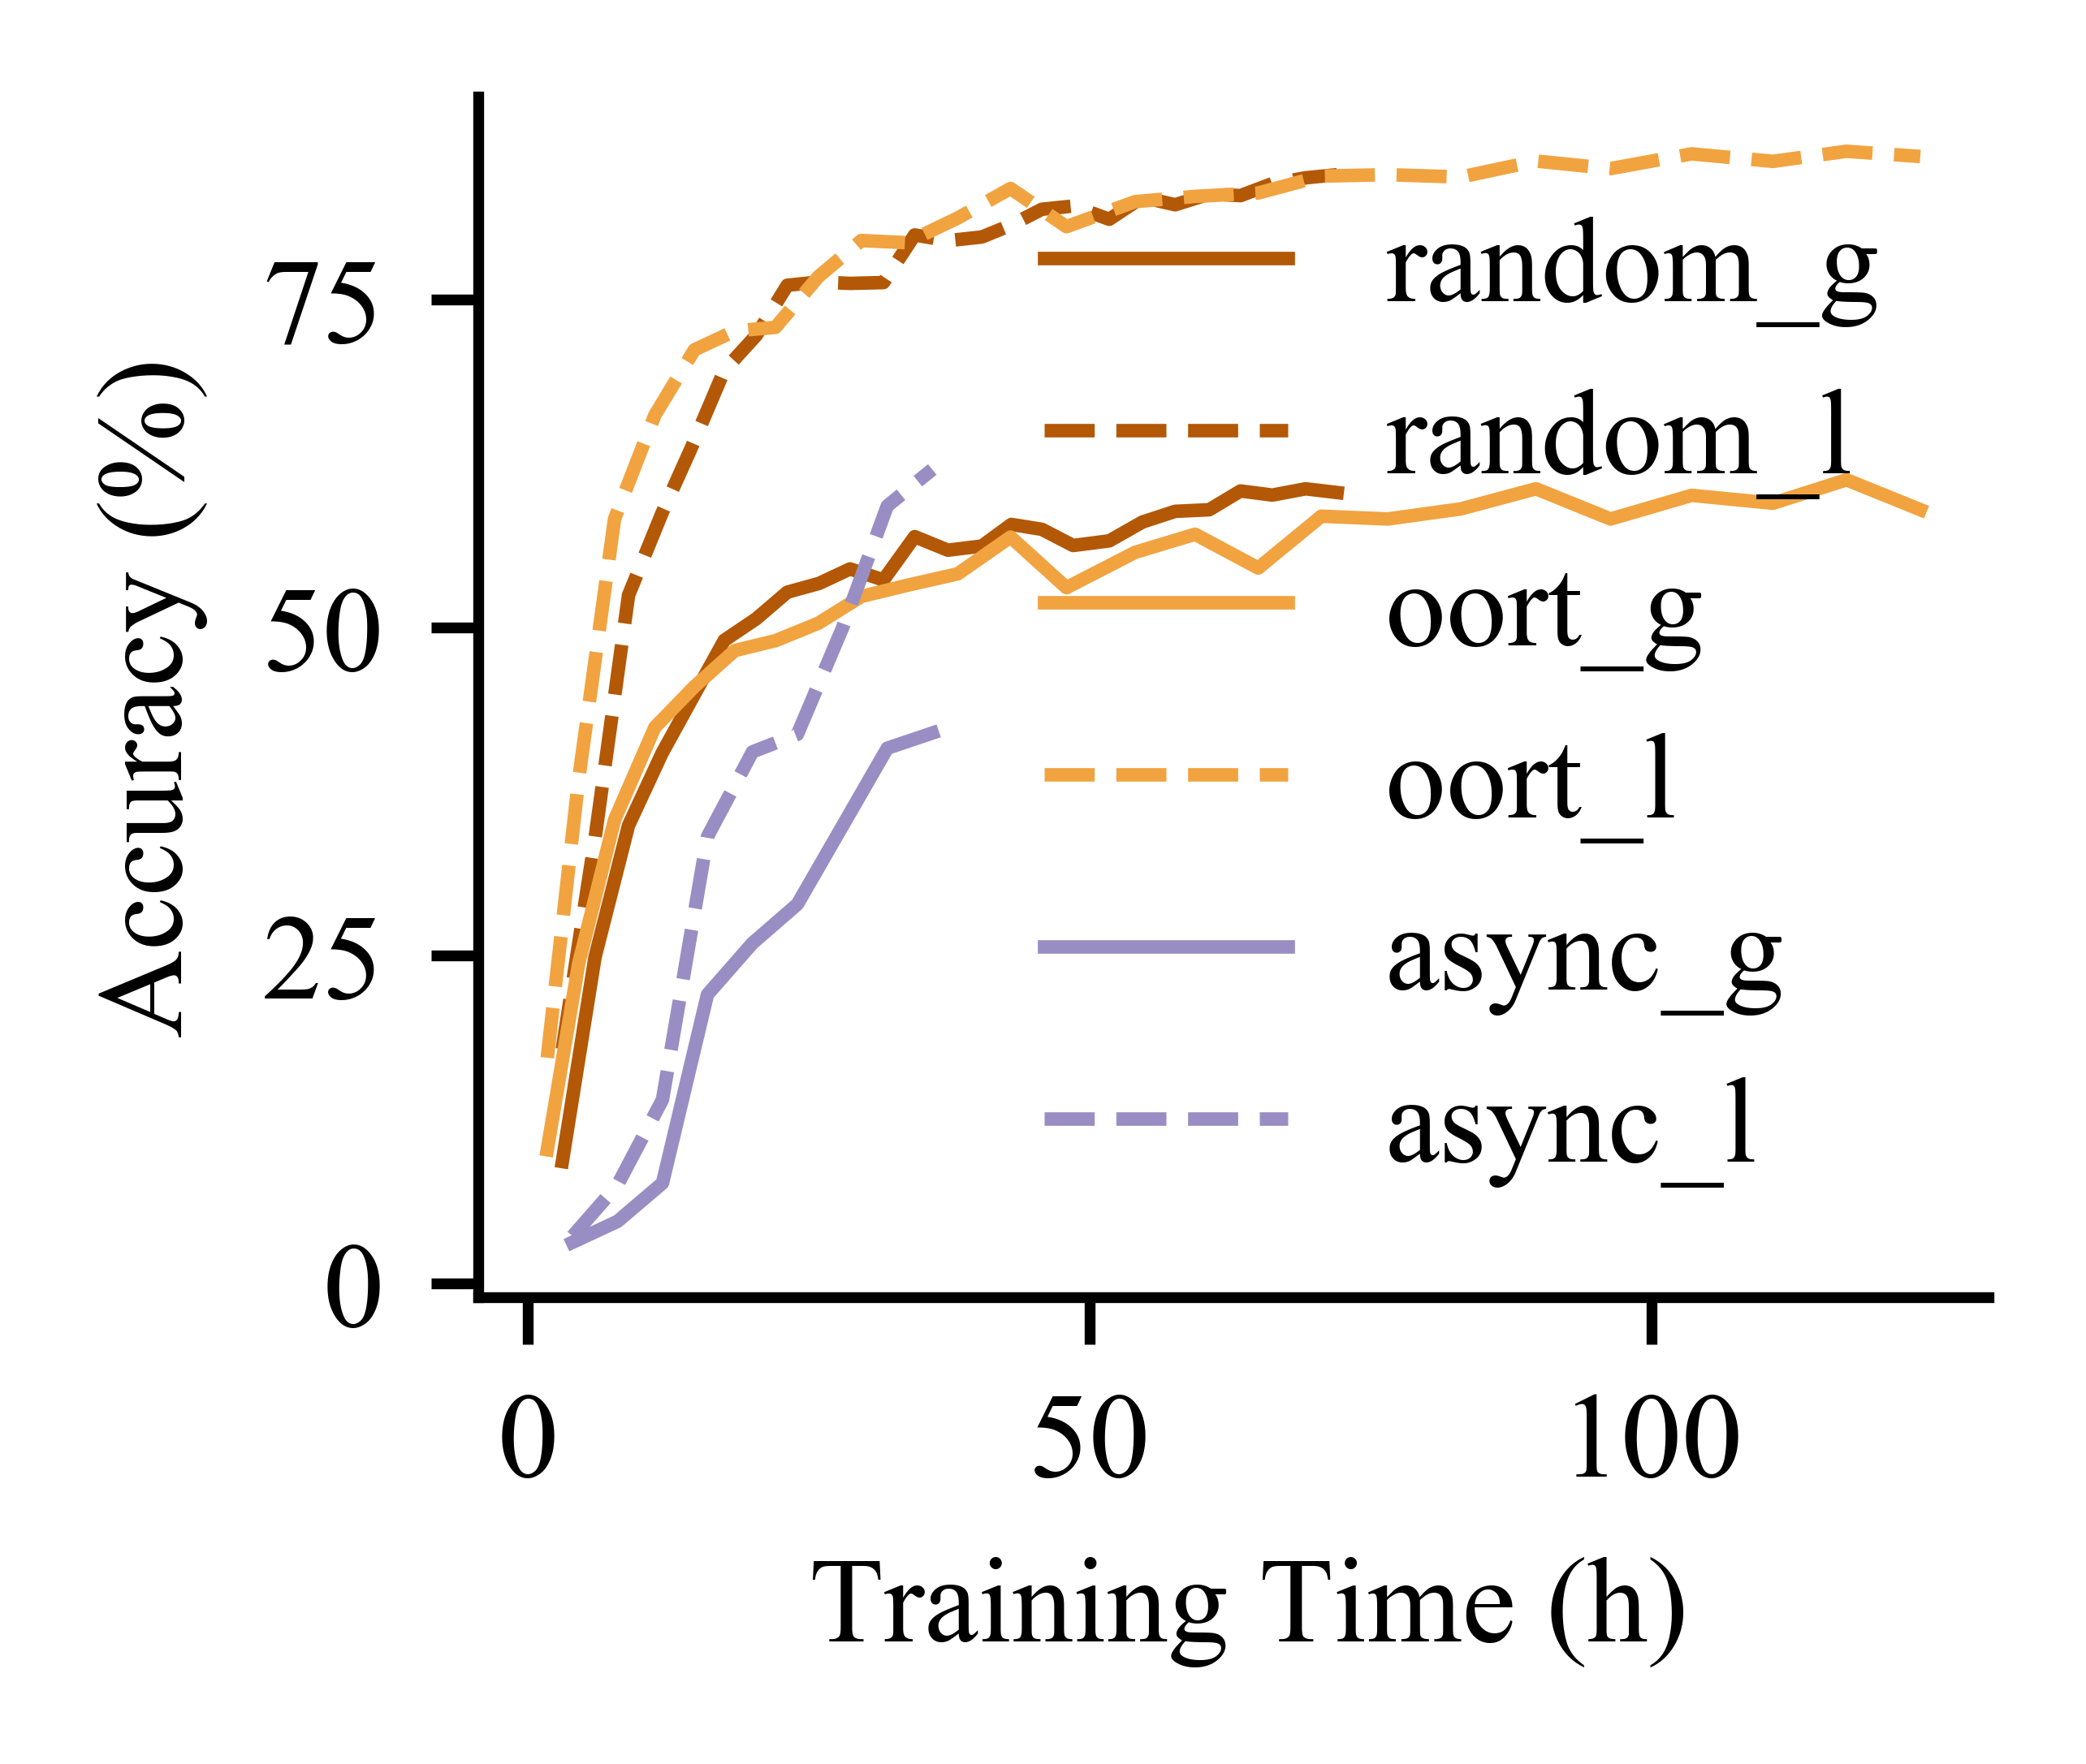 Accuracy (%)
75
50
25
0
0
50
100
Training Time (h)
random_g
random_l
oort_g
oort_l
async_g
async_l